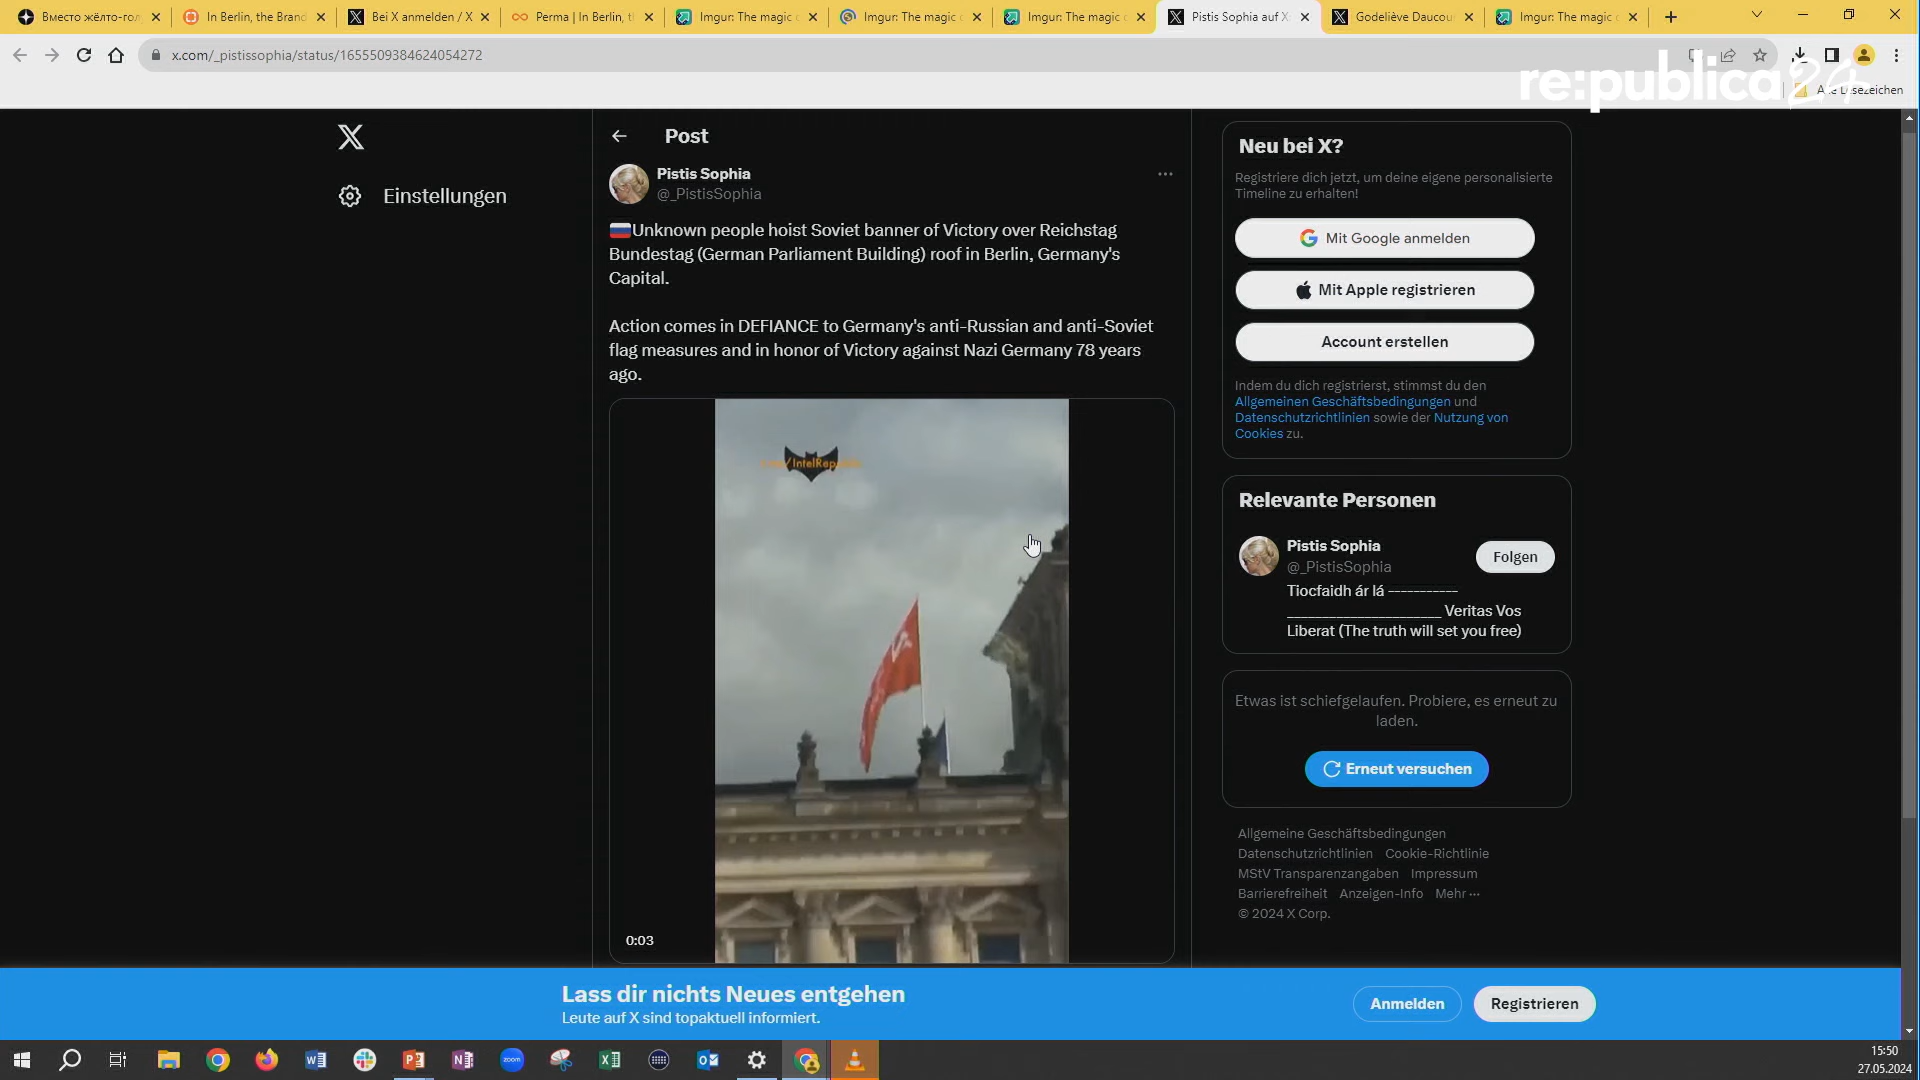 Вместо жёлто-гол
In Berlin, the Brand
Bei X anmelden / X
Perma | In Berlin, t
Imgur: The magic
Imgur: The magic
Imgur: The magic
Pistis Sophia auf X
Godeliève Daucou
Imgur: The magic
x.com/_pistissophia/status/1655509384624054272
re:publica24
Alle Lesezeichen
Post
Einstellungen
Pistis Sophia
@_PistisSophia
Unknown people hoist Soviet banner of Victory over Reichstag
Bundestag (German Parliament Building) roof in Berlin, Germany's
Capital.
Action comes in DEFIANCE to Germany's anti-Russian and anti-Soviet
flag measures and in honor of Victory against Nazi Germany 78 years
ago.
0:03
Neu bei X?
Registriere dich jetzt, um deine eigene personalisierte
Timeline zu erhalten!
Mit Google anmelden
Mit Apple registrieren
Account erstellen
Indem du dich registrierst, stimmst du den
Allgemeinen Geschäftsbedingungen und
Datenschutzrichtlinien sowie der Nutzung von
Cookies zu.
Relevante Personen
Pistis Sophia
@_PistisSophia
Folgen
Tiocfaidh ár lá -----------
______________________ Veritas Vos
Liberat (The truth will set you free)
Etwas ist schiefgelaufen. Probiere, es erneut zu
laden.
Erneut versuchen
Allgemeine Geschäftsbedingungen
Datenschutzrichtlinien Cookie-Richtlinie
MStV Transparenzangaben Impressum
Barrierefreiheit Anzeigen-Info Mehr ···
© 2024 X Corp.
Lass dir nichts Neues entgehen
Leute auf X sind topaktuell informiert.
Anmelden
Registrieren
zoom
15:50
27.05.2024